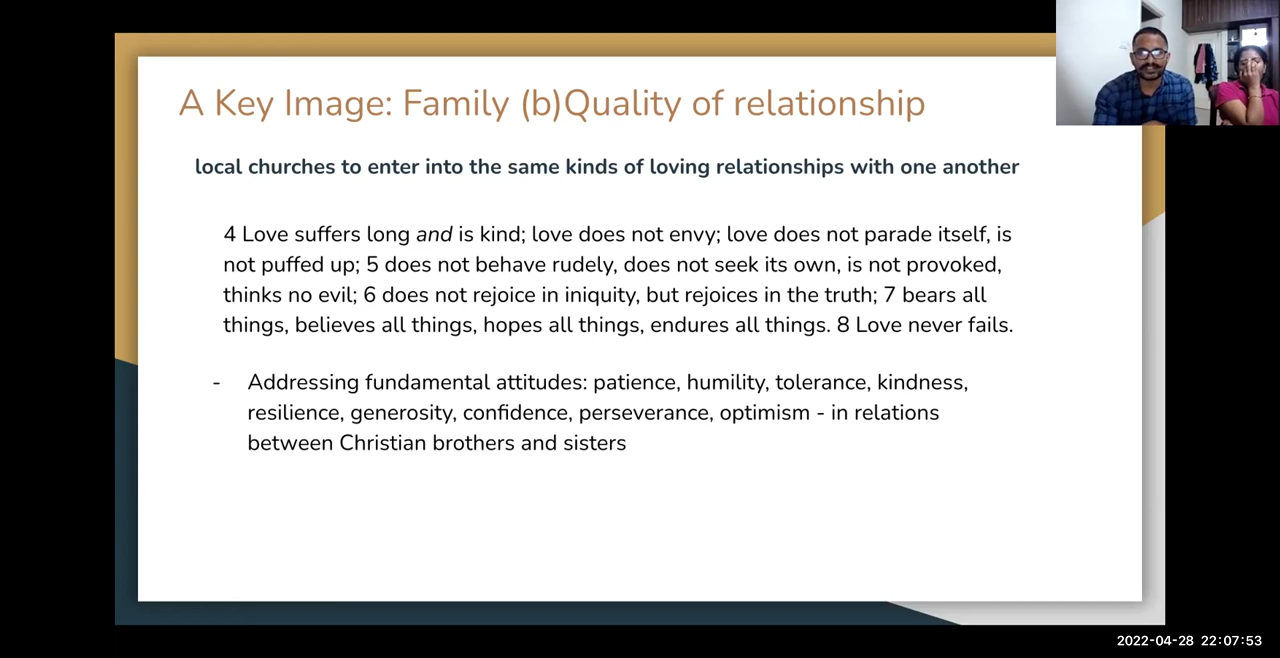 A Key Image: Family (b)Quality of relationship
local churches to enter into the same kinds of loving relationships with one another
4 Love suffers long and is kind; love does not envy; love does not parade itself, is
not puffed up; 5 does not behave rudely, does not seek its own, is not provoked,
thinks no evil; 6 does not rejoice in iniquity, but rejoices in the truth; 7 bears all
things, believes all things, hopes all things, endures all things. 8 Love never fails.
- Addressing fundamental attitudes: patience, humility, tolerance, kindness,
resilience, generosity, confidence, perseverance, optimism - in relations
between Christian brothers and sisters
2022-04-28 22:07:53